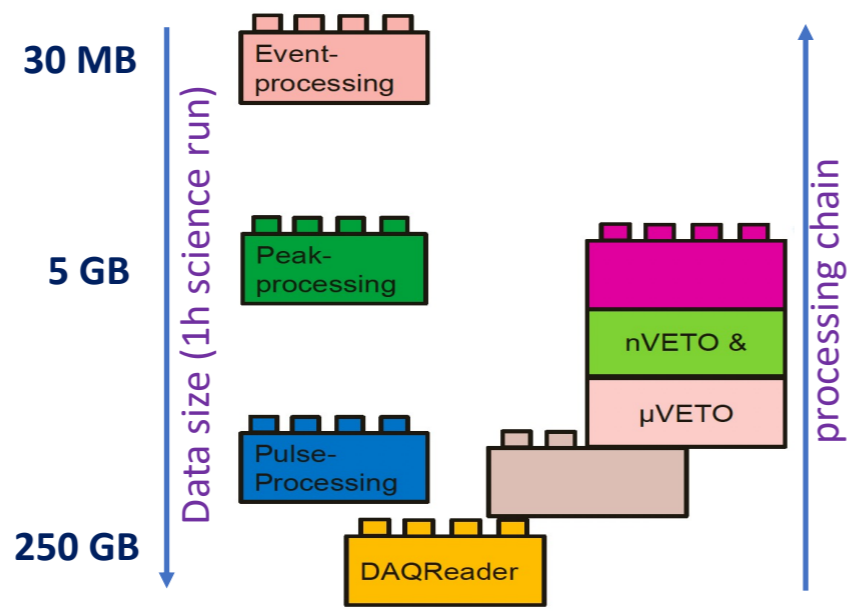 30 MB
Event-
processing
5 GB
Peak-
processing
nVETO &
µVETO
Pulse-
Processing
250 GB
DAQReader
Data size (1h science run)
processing chain